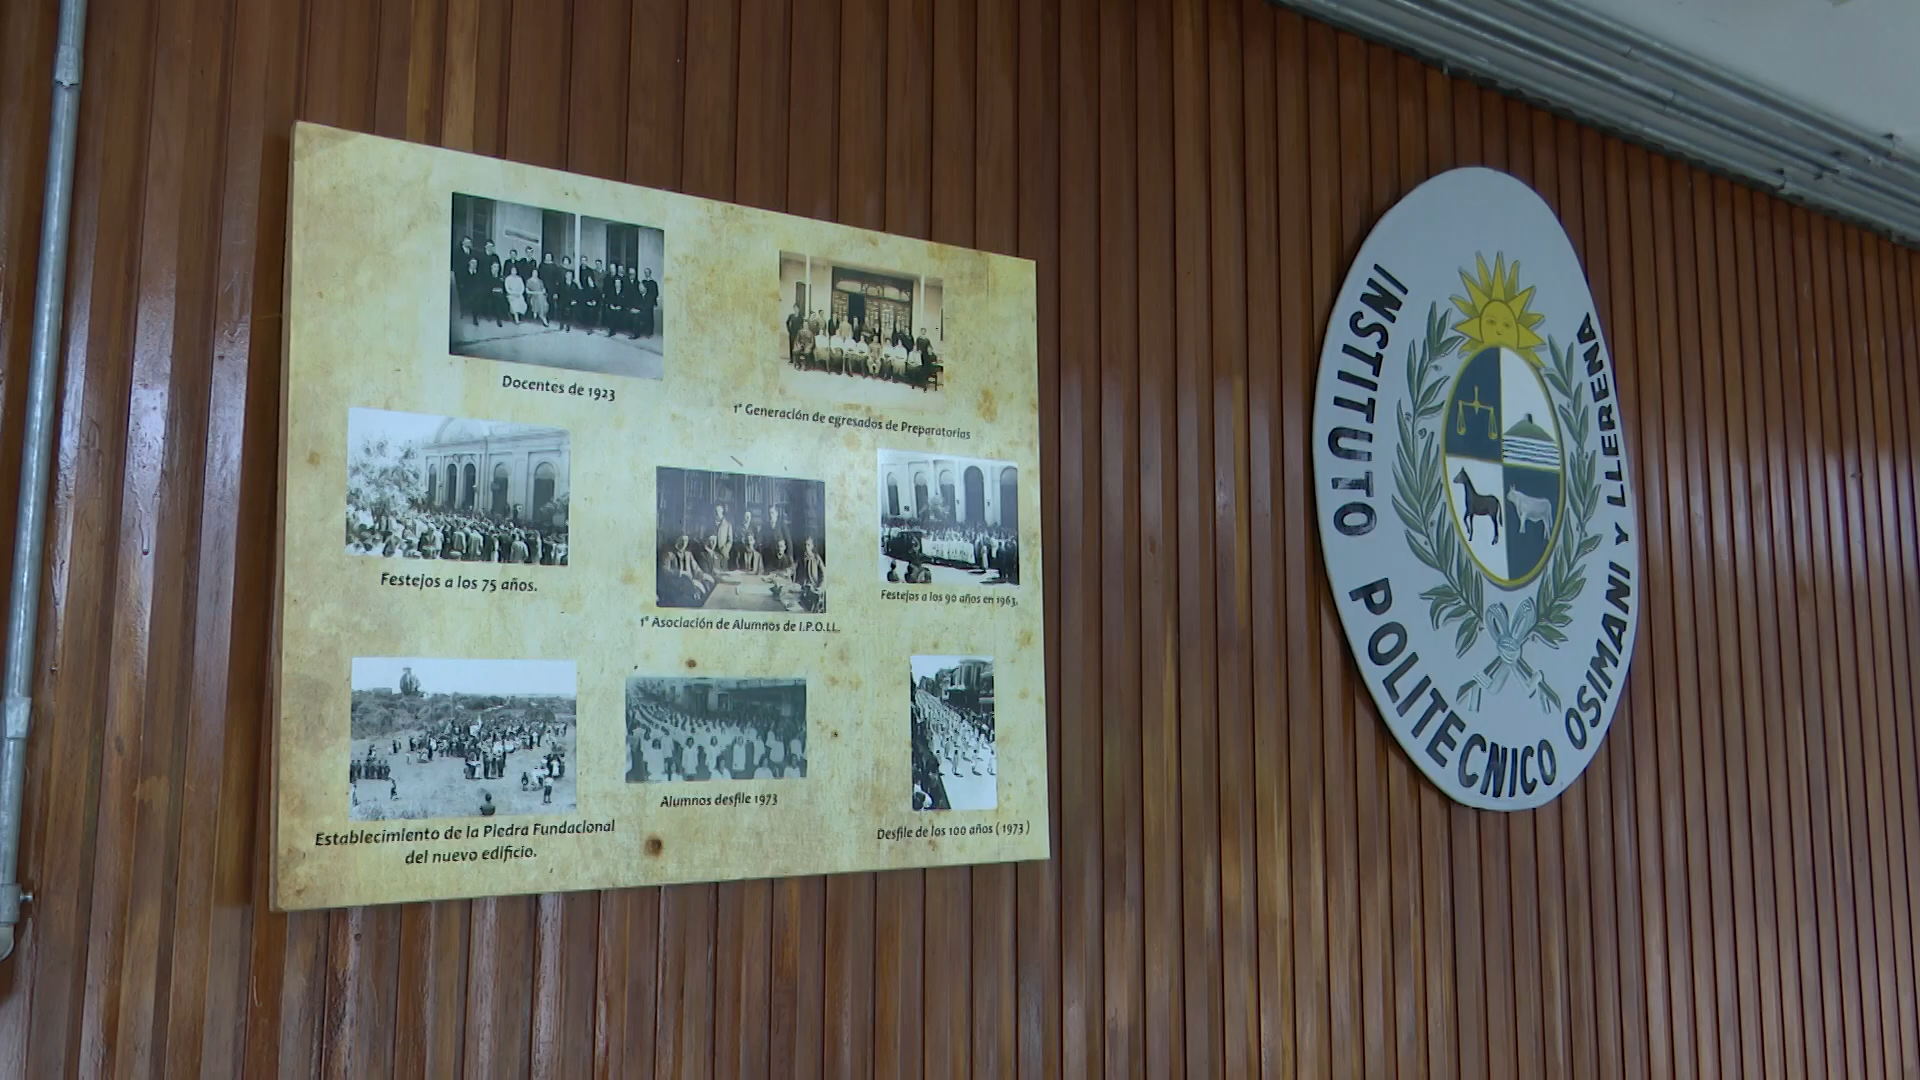 Docentes de 1923
1ª Generación de egresados de Preparatorias
Festejos a los 75 años.
1ª Asociación de Alumnos de I.P.O.LL.
Festejos a los 90 años en 1963.
Establecimiento de la Piedra Fundacional
del nuevo edificio.
Alumnos desfile 1973
Desfile de los 100 años ( 1973 )
INSTITUTO POLITECNICO OSIMANI Y LLERENA